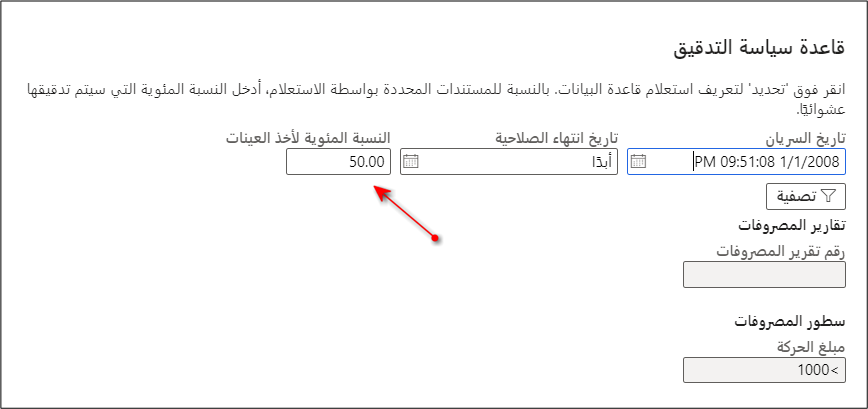 قاعدة سياسة التدقيق
انقر فوق 'تحديد' لتعريف استعلام قاعدة البيانات. بالنسبة للمستندات المحددة بواسطة الاستعلام، أدخل النسبة المئوية التي سيتم تدقيقها
عشوائيًا.
تاريخ السريان
1/1/2008 09:51:08 PM
تاريخ انتهاء الصلاحية
أبدًا
النسبة المئوية لأخذ العينات
50.00
تصفية
تقارير المصروفات
رقم تقرير المصروفات
سطور المصروفات
مبلغ الحركة
>1000